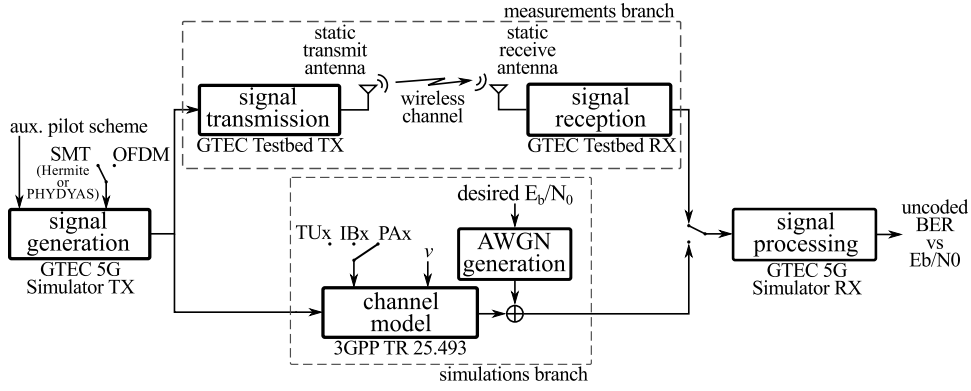 measurements branch
static
transmit
antenna
static
receive
antenna
signal
transmission
wireless
channel
signal
reception
GTEC Testbed TX
GTEC Testbed RX
aux. pilot scheme
SMT
OFDM
(Hermite
or
PHYDYAS)
signal
generation
GTEC 5G
Simulator TX
desired Eb/N0
TUx IBx PAx
v
AWGN
generation
channel
model
3GPP TR 25.493
simulations branch
signal
processing
GTEC 5G
Simulator RX
uncoded
BER
vs
Eb/N0